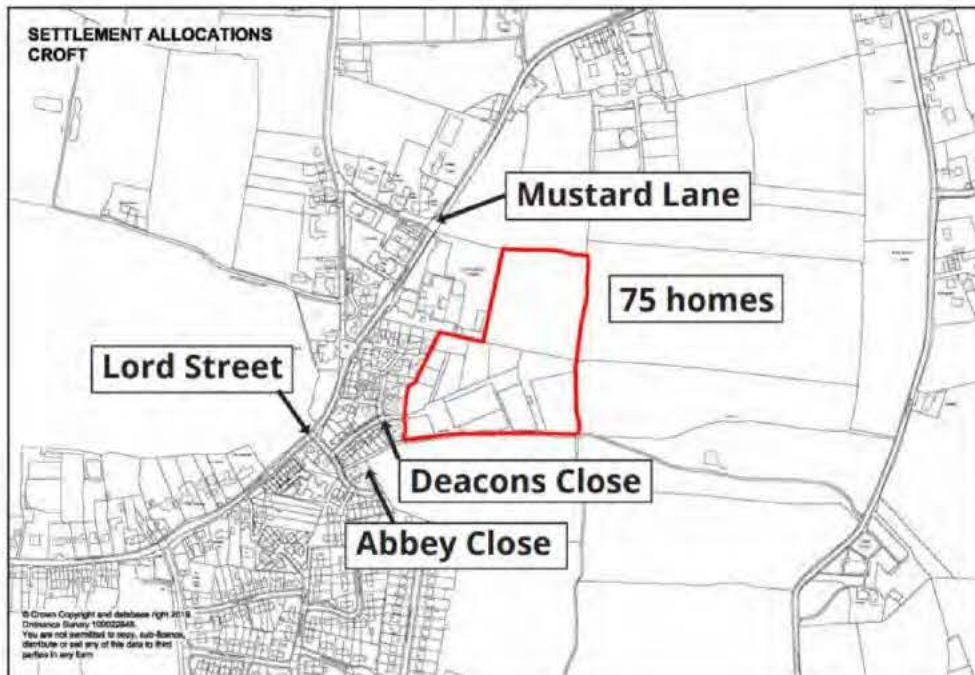 SETTLEMENT ALLOCATIONS
CROFT
Mustard Lane
75 homes
Lord Street
Deacons Close
Abbey Close
© Crown Copyright and database right 2019
Ordnance Survey 100022848.
You are not permitted to copy, sub-licence,
distribute or sell any of this data to third
parties in any form